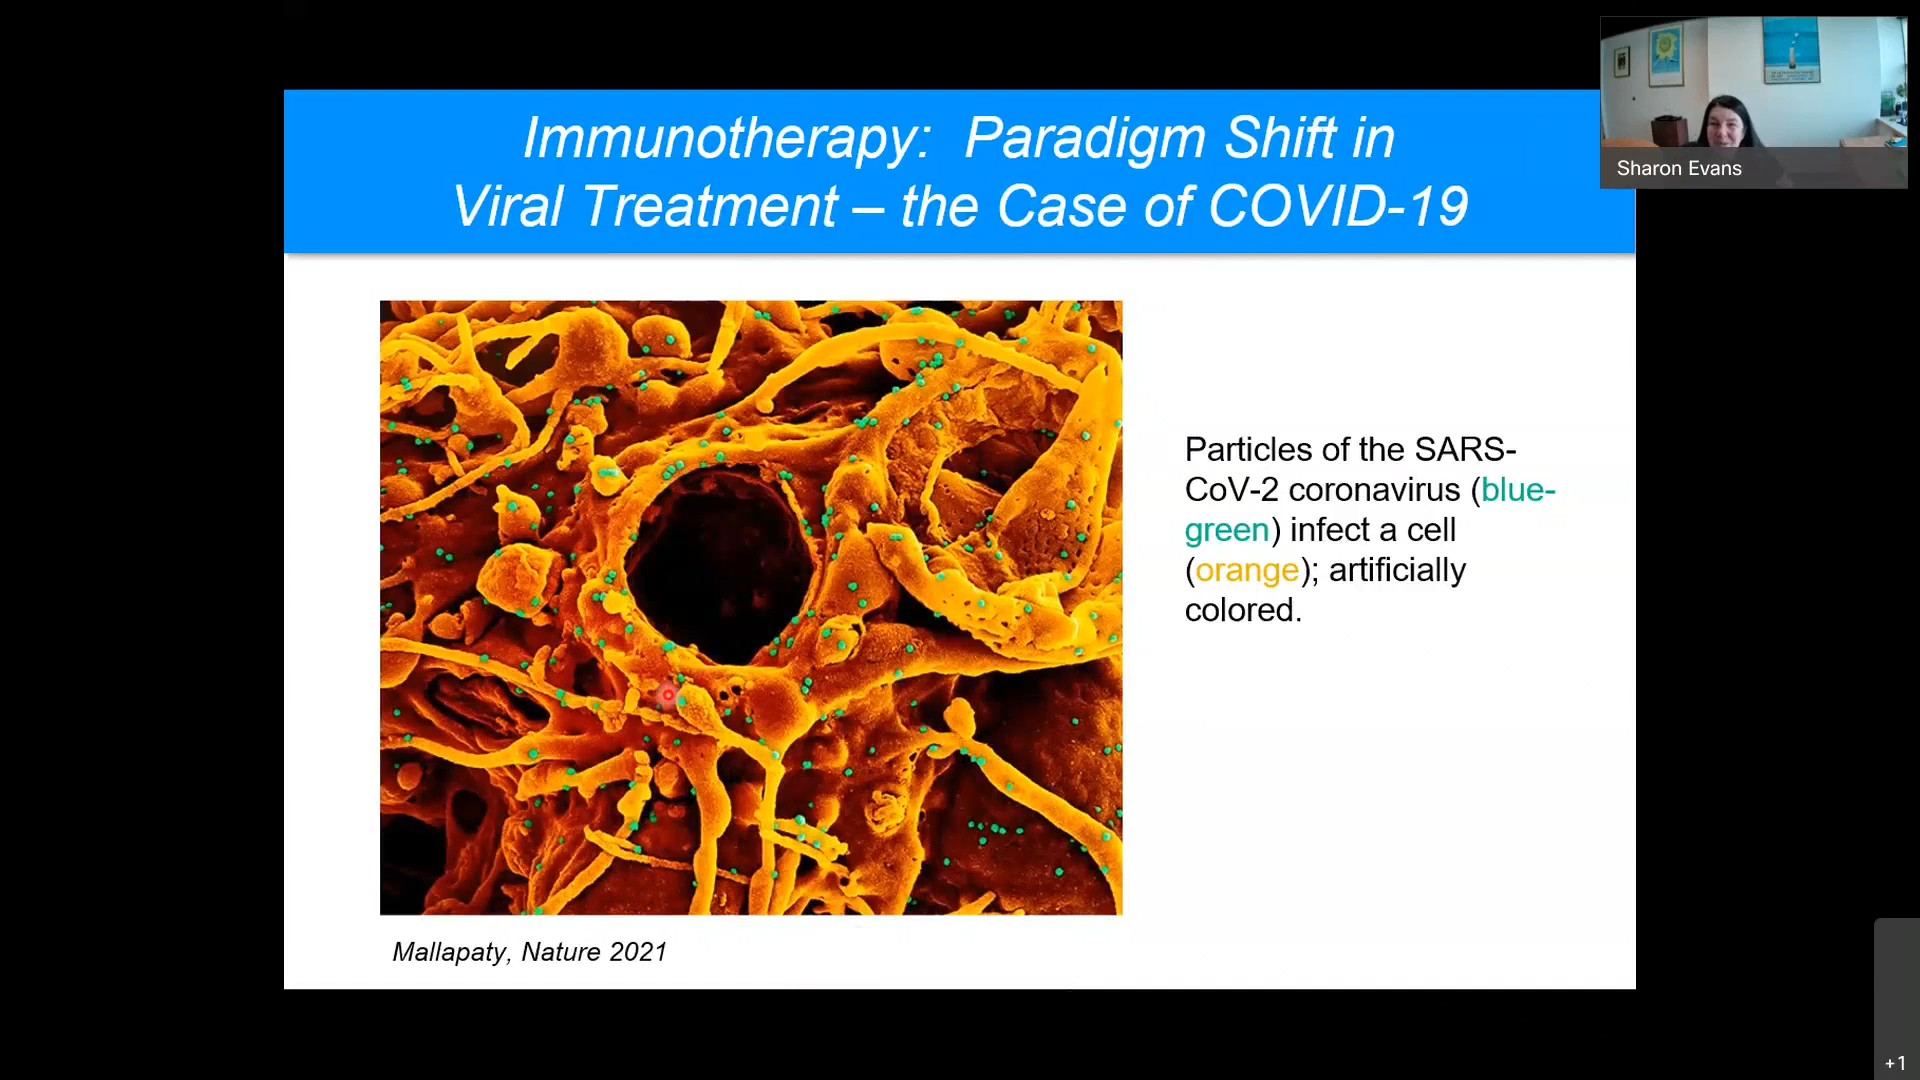 Immunotherapy: Paradigm Shift in
Viral Treatment – the Case of COVID-19
Sharon Evans
Particles of the SARS-
CoV-2 coronavirus (blue-
green) infect a cell
(orange); artificially
colored.
Mallapaty, Nature 2021
+1